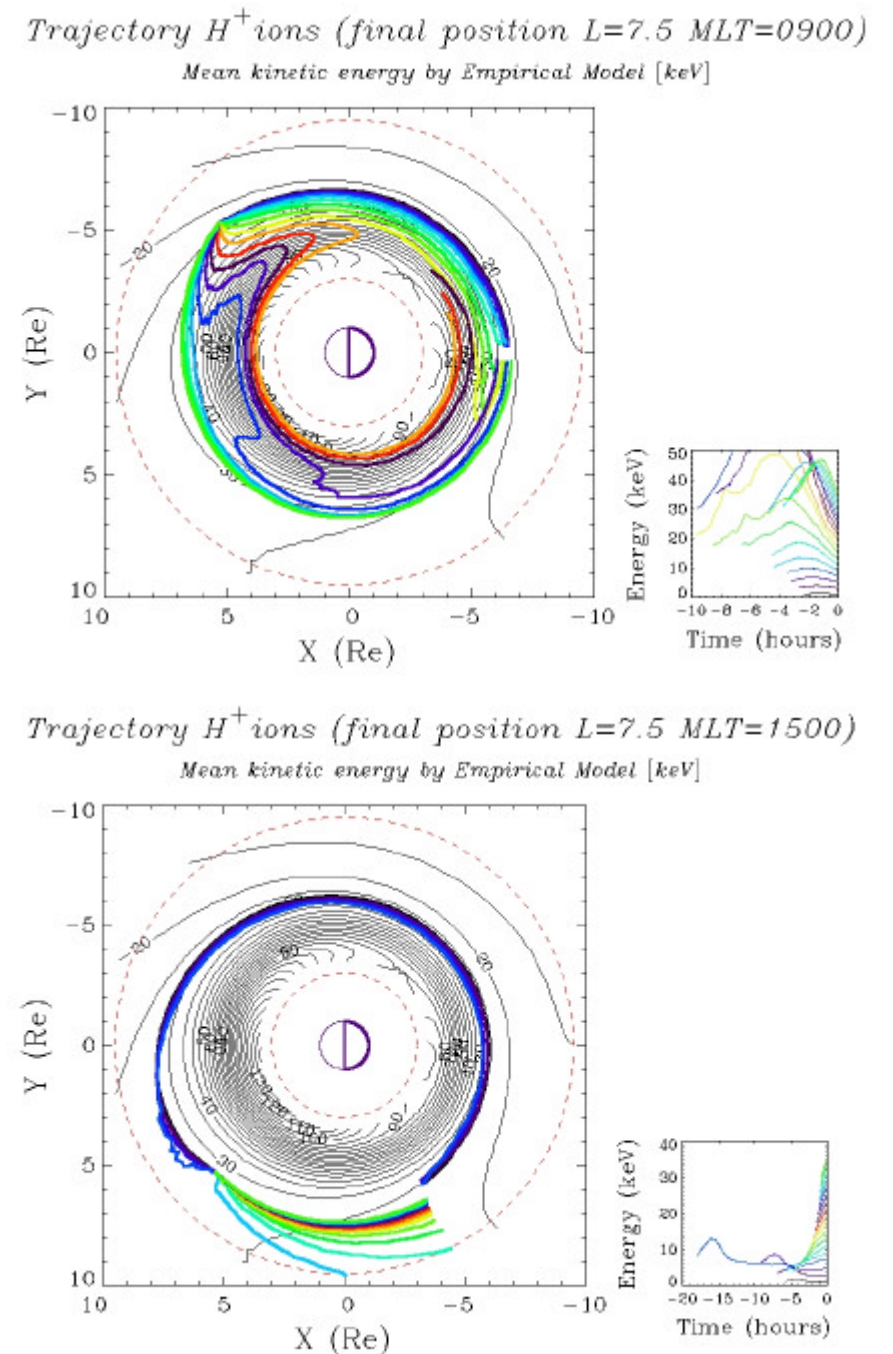 Trajectory H+ions (final position L=7.5 MLT=0900)
Mean kinetic energy by Empirical Model [keV]
-10
-5
0
5
10
Y (Re)
10 5 0 -5 -10
X (Re)
20
20
50
40
30
20
10
0
Energy (keV)
-10 -8 -6 -4 -2 0
Time (hours)
Trajectory H+ions (final position L=7.5 MLT=1500)
Mean kinetic energy by Empirical Model [keV]
-10
-5
0
5
10
Y (Re)
10 5 0 -5 -10
X (Re)
20
20
60
40
30
40
30
20
10
0
Energy (keV)
-20 -15 -10 -5 0
Time (hours)